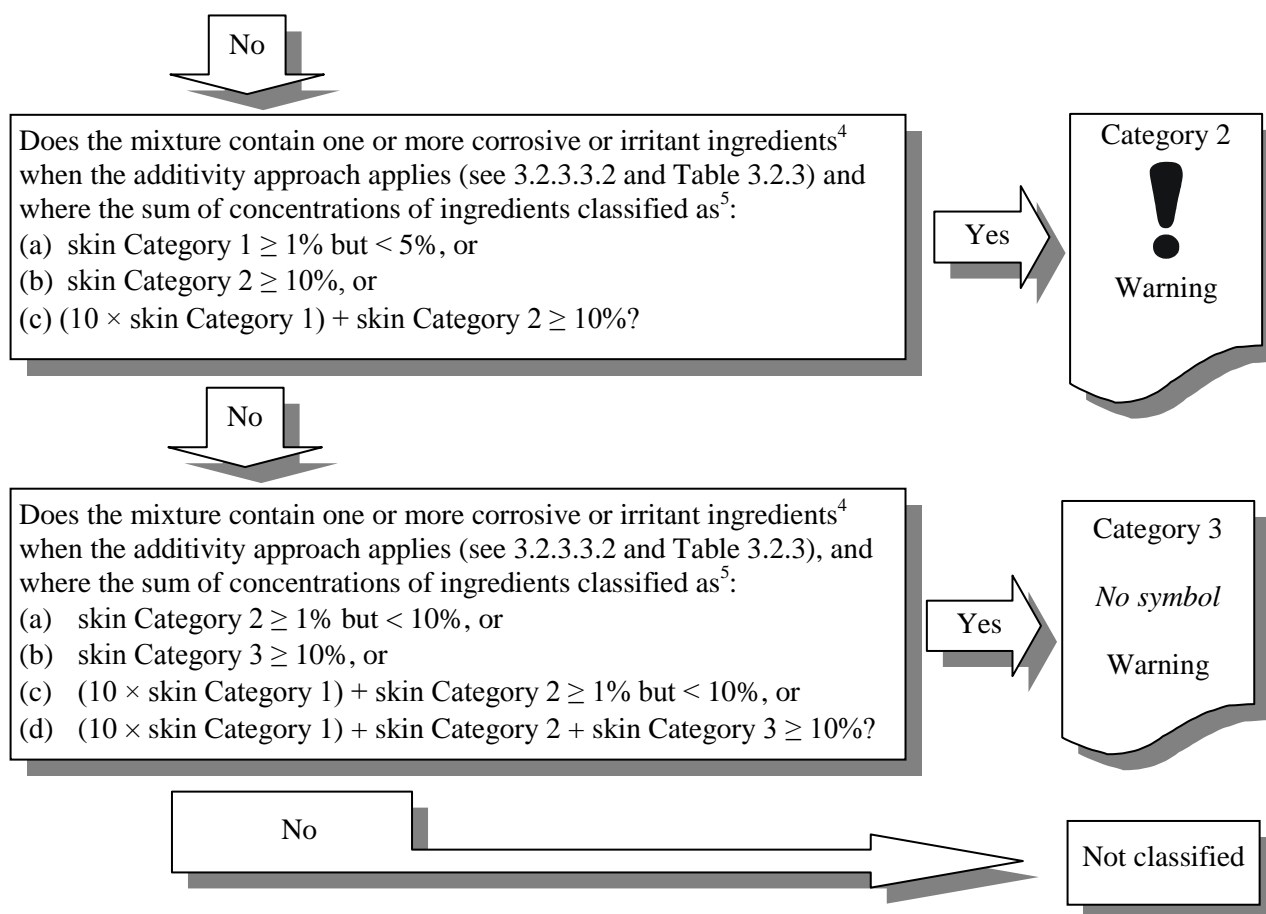 No
Does the mixture contain one or more corrosive or irritant ingredients⁴
when the additivity approach applies (see 3.2.3.3.2 and Table 3.2.3) and
where the sum of concentrations of ingredients classified as⁵:
(a) skin Category 1 ≥ 1% but < 5%, or
(b) skin Category 2 ≥ 10%, or
(c) (10 × skin Category 1) + skin Category 2 ≥ 10%?
Yes
Category 2
!
Warning
No
Does the mixture contain one or more corrosive or irritant ingredients⁴
when the additivity approach applies (see 3.2.3.3.2 and Table 3.2.3), and
where the sum of concentrations of ingredients classified as⁵:
(a) skin Category 2 ≥ 1% but < 10%, or
(b) skin Category 3 ≥ 10%, or
(c) (10 × skin Category 1) + skin Category 2 ≥ 1% but < 10%, or
(d) (10 × skin Category 1) + skin Category 2 + skin Category 3 ≥ 10%?
Yes
Category 3
No symbol
Warning
No
Not classified